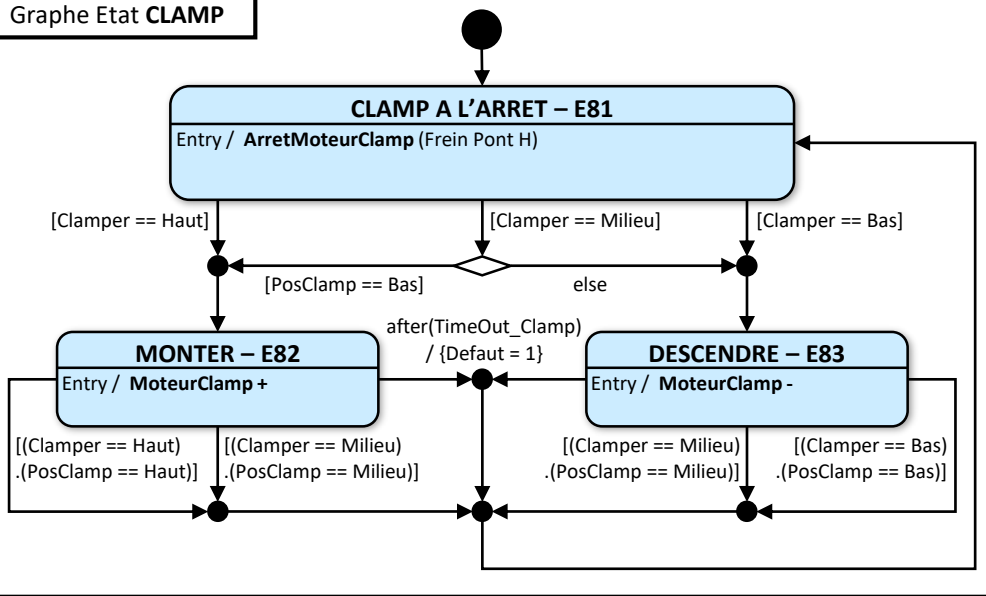 Graphe Etat CLAMP
CLAMP A L’ARRET – E81
Entry / ArretMoteurClamp (Frein Pont H)
[Clamper == Haut]
[Clamper == Milieu]
[Clamper == Bas]
[PosClamp == Bas]
else
after(TimeOut_Clamp)
/ {Defaut = 1}
MONTER – E82
Entry / MoteurClamp +
DESCENDRE – E83
Entry / MoteurClamp -
[(Clamper == Haut)
.(PosClamp == Haut)]
[(Clamper == Milieu)
.(PosClamp == Milieu)]
[(Clamper == Milieu)
.(PosClamp == Milieu)]
[(Clamper == Bas)
.(PosClamp == Bas)]